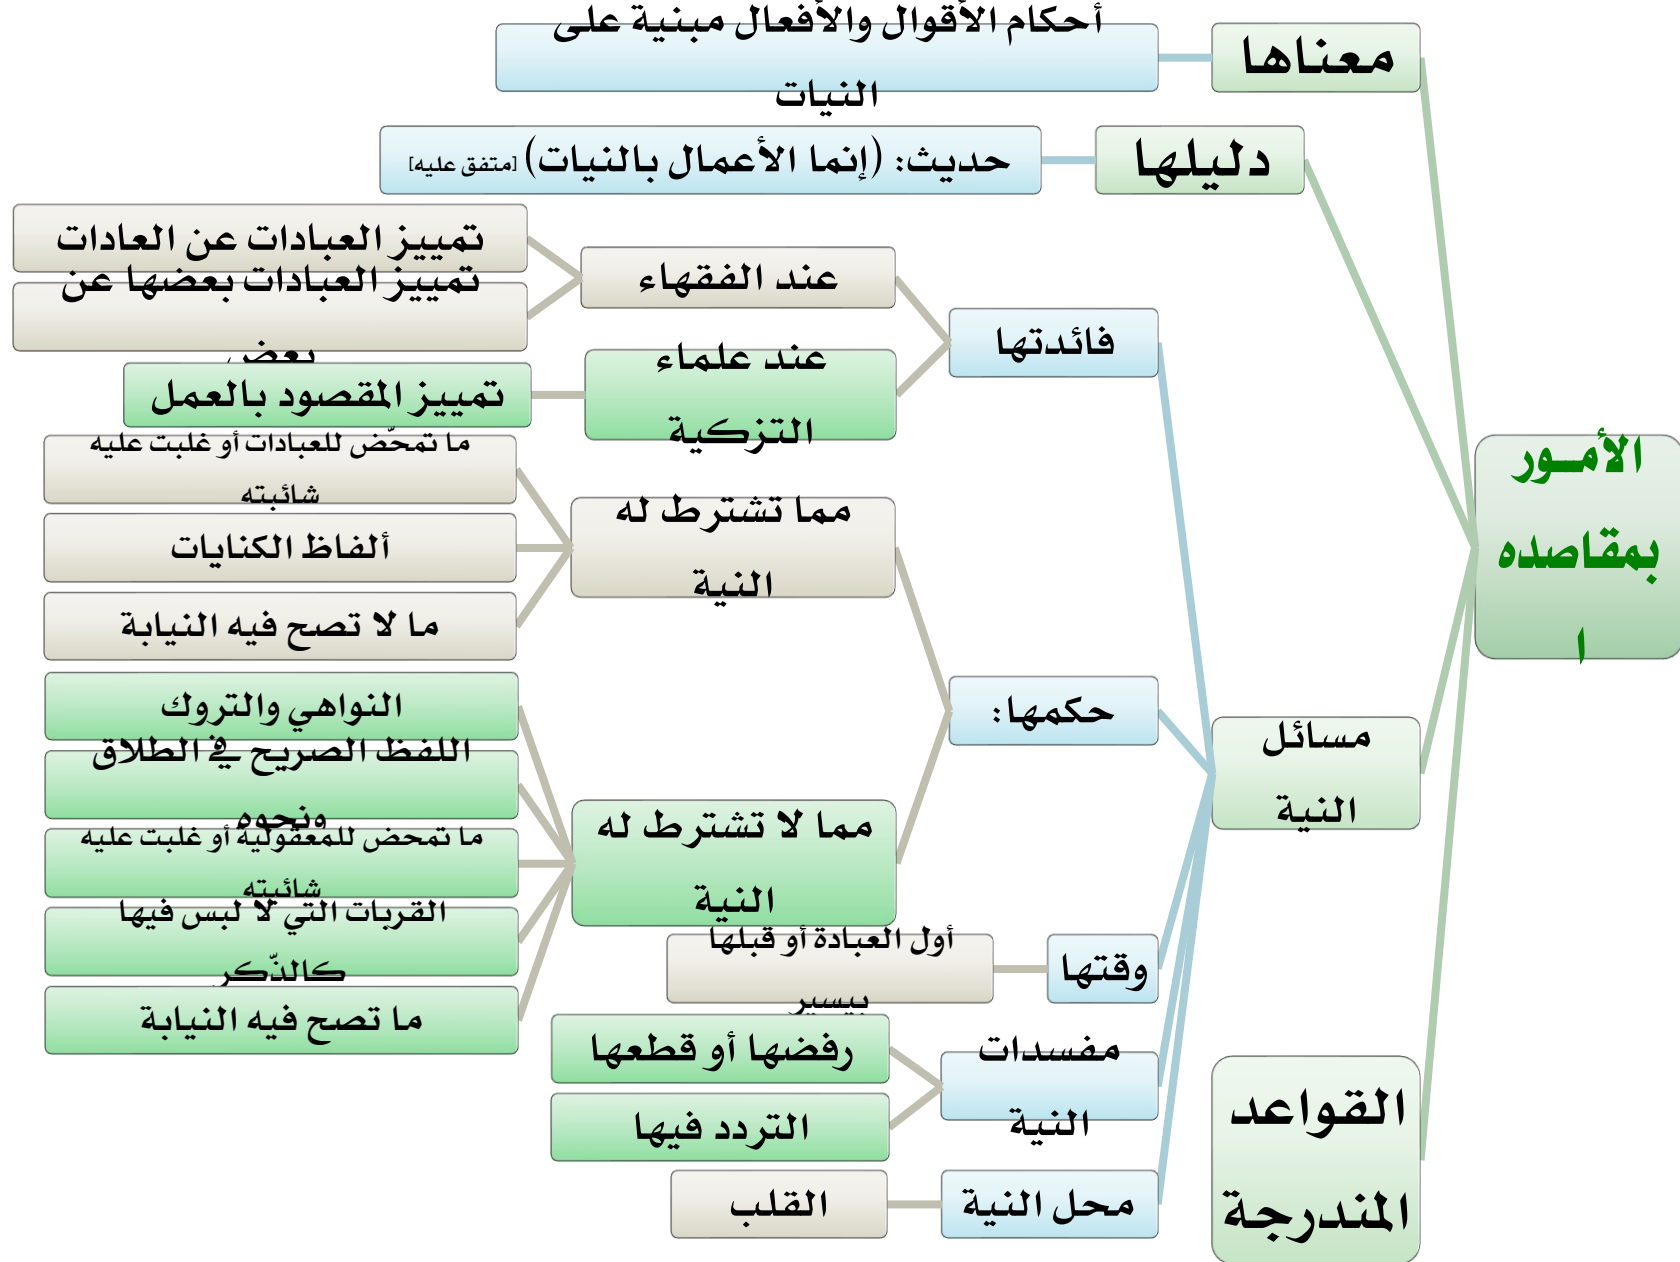 الأمــور
بمقاصده
ا
معناها
أحكام الأقوال والأفعال مبنية على
النيات
دليلها
حديث: (إنما الأعمال بالنيات) [متفق عليه]
مسائل
النية
فائدتها
عند الفقهاء
تمييز العبادات عن العادات
تمييز العبادات بعضها عن
بعض
عند علماء
التزكية
تمييز المقصود بالعمل
حكمها:
مما تشترط له
النية
ما تمحّض للعبادات أو غلبت عليه
شائبته
ألفاظ الكنايات
ما لا تصح فيه النيابة
مما لا تشترط له
النية
النواهي والتروك
اللفظ الصريح في الطلاق
ونحوه
ما تمحض للمعقولية أو غلبت عليه
شائبته
القربات التي لا لبس فيها
كالذّكر
ما تصح فيه النيابة
وقتها
أول العبادة أو قبلها
بيسير
مفسدات
النية
رفضها أو قطعها
التردد فيها
محل النية
القلب
القواعد
المندرجة